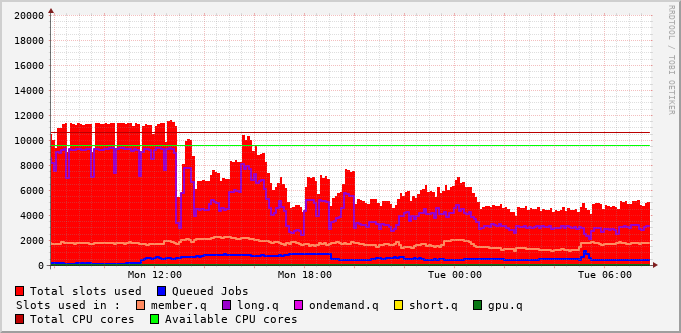 20000
18000
16000
14000
12000
10000
8000
6000
4000
2000
0
Mon 12:00 Mon 18:00 Tue 00:00 Tue 06:00
Total slots used Queued Jobs
Slots used in : member.q long.q ondemand.q short.q gpu.q
Total CPU cores Available CPU cores
RRDTOOL / TOBI OETIKER